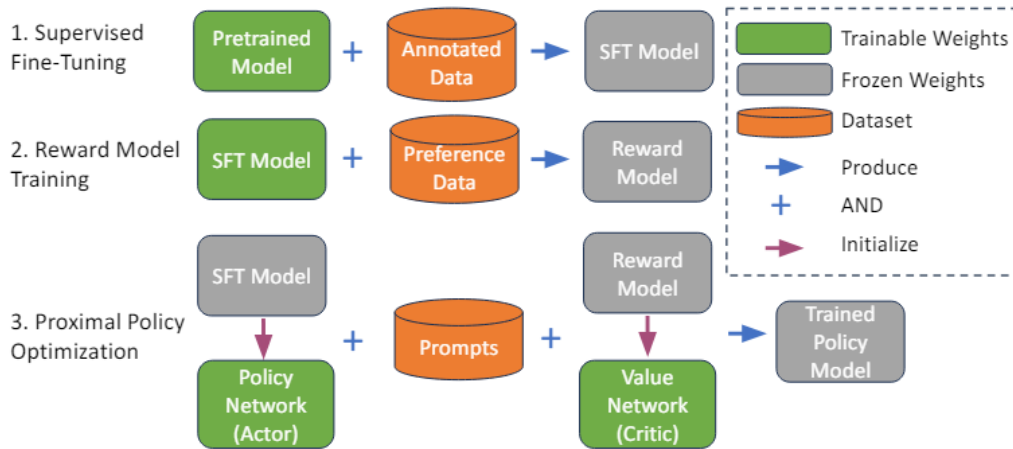 1. Supervised
Fine-Tuning
Pretrained
Model
+
Annotated
Data
SFT Model
2. Reward Model
Training
SFT Model
+
Preference
Data
Reward
Model
3. Proximal Policy
Optimization
SFT Model
Policy
Network
(Actor)
+
Prompts
+
Reward
Model
Value
Network
(Critic)
Trained
Policy
Model
Trainable Weights
Frozen Weights
Dataset
Produce
+ AND
Initialize